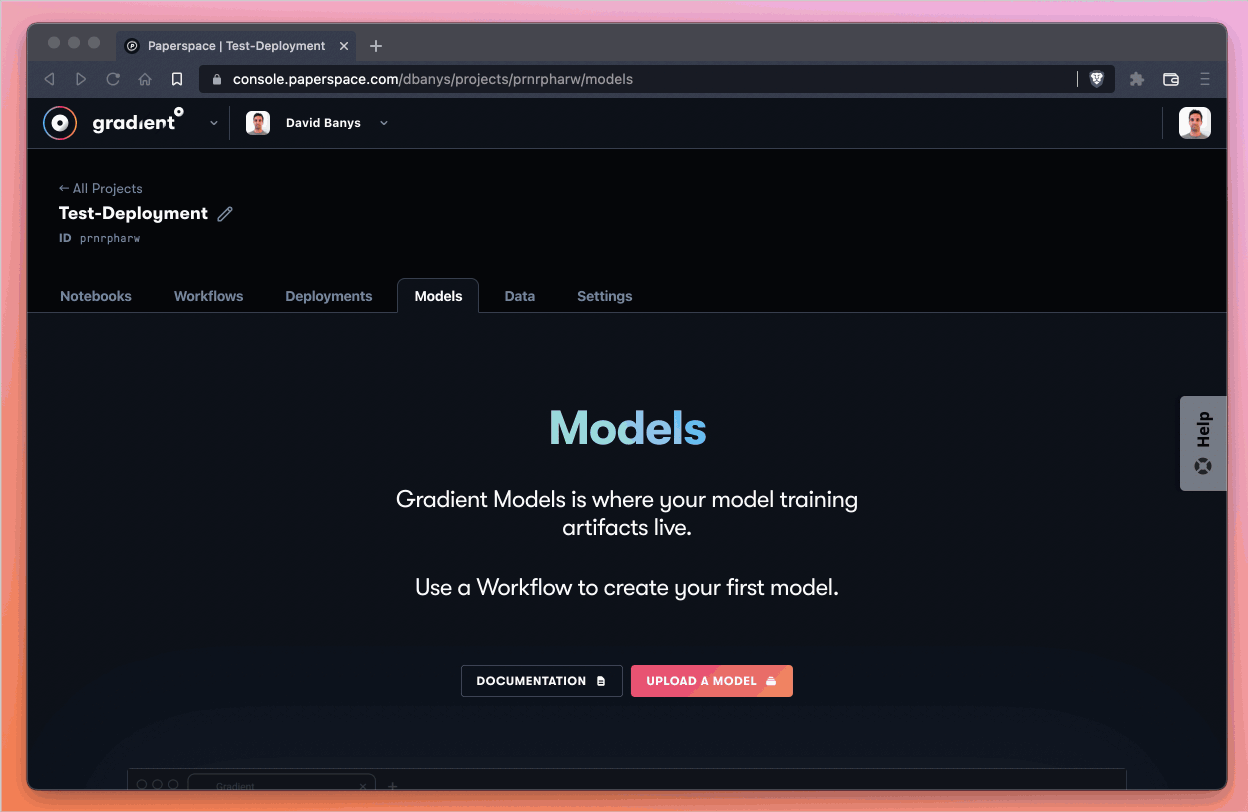 Paperspace | Test-Deployment
console.paperspace.com/dbanys/projects/prnrpharw/models
gradient
David Banys
← All Projects
Test-Deployment
ID prnrpharw
Notebooks Workflows Deployments Models Data Settings
Help
Models
Gradient Models is where your model training
artifacts live.
Use a Workflow to create your first model.
DOCUMENTATION UPLOAD A MODEL
Gradient